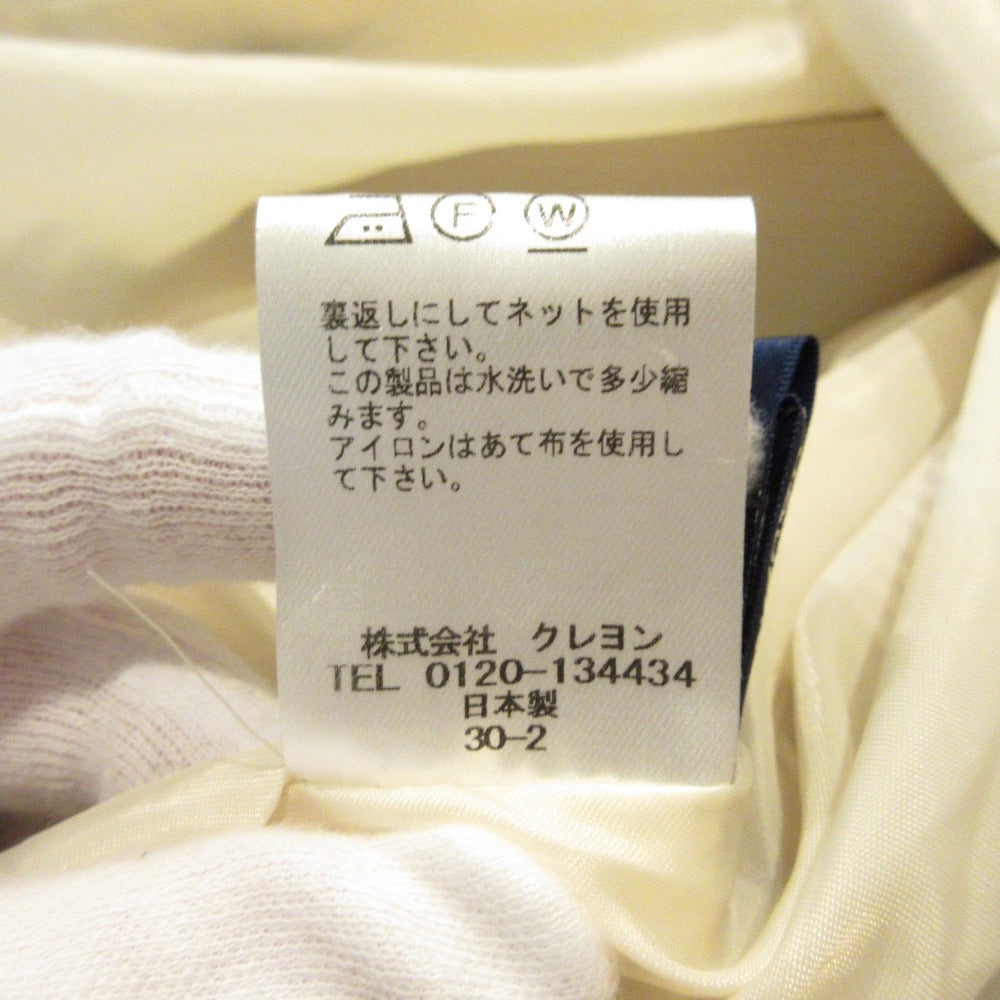 F W
裏返しにしてネットを使用
して下さい。
この製品は水洗いで多少縮
みます。
アイロンはあて布を使用し
て下さい。
株式会社 クレヨン
TEL 0120-134434
日本製
30-2